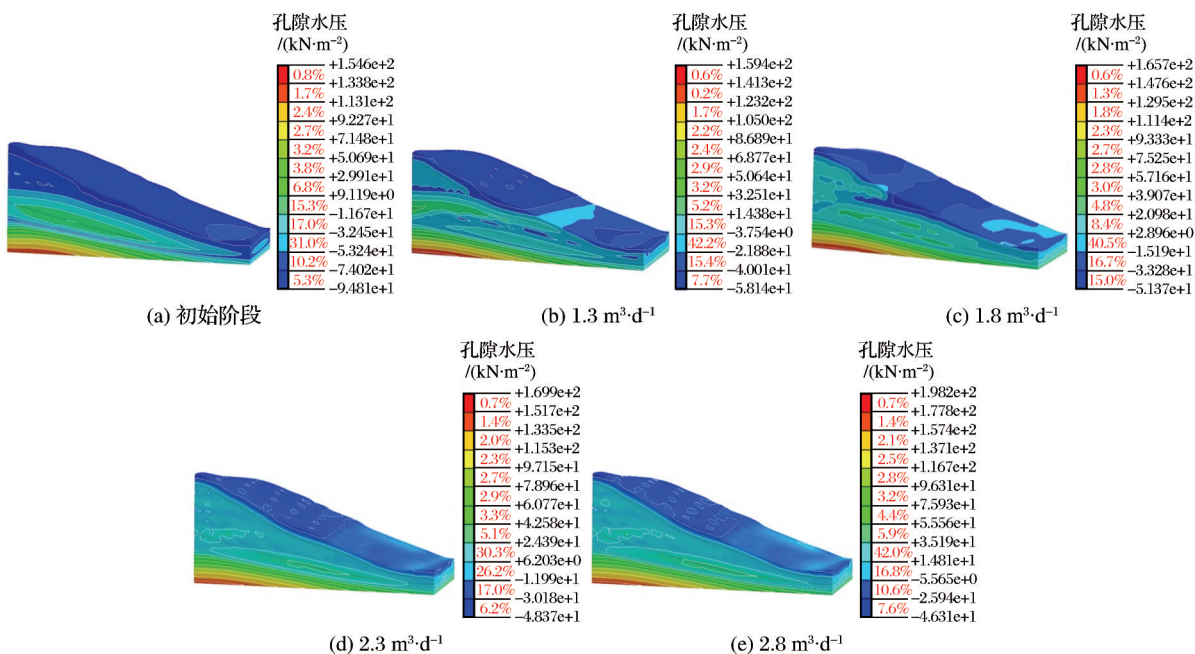 孔隙水压
/(kN·m⁻²)
+1.546e+2
0.8%
+1.338e+2
1.7%
+1.131e+2
2.4%
+9.227e+1
2.7%
+7.148e+1
3.2%
+5.069e+1
3.8%
+2.991e+1
6.8%
+9.119e+0
15.3%
−1.167e+1
17.0%
−3.245e+1
31.0%
−5.324e+1
10.2%
−7.402e+1
5.3%
−9.481e+1
(a) 初始阶段
孔隙水压
/(kN·m⁻²)
+1.594e+2
0.6%
+1.413e+2
0.2%
+1.232e+2
1.7%
+1.050e+2
2.2%
+8.689e+1
2.4%
+6.877e+1
2.9%
+5.064e+1
3.2%
+3.251e+1
5.2%
+1.438e+1
15.3%
−3.754e+0
42.2%
−2.188e+1
15.4%
−4.001e+1
7.7%
−5.814e+1
(b) 1.3 m³·d⁻¹
孔隙水压
/(kN·m⁻²)
+1.657e+2
0.6%
+1.476e+2
1.3%
+1.295e+2
1.8%
+1.114e+2
2.3%
+9.333e+1
2.7%
+7.525e+1
2.8%
+5.716e+1
3.0%
+3.907e+1
4.8%
+2.098e+1
8.4%
+2.896e+0
40.5%
−1.519e+1
16.7%
−3.328e+1
15.0%
−5.137e+1
(c) 1.8 m³·d⁻¹
孔隙水压
/(kN·m⁻²)
+1.699e+2
0.7%
+1.517e+2
1.4%
+1.335e+2
2.0%
+1.153e+2
2.3%
+9.715e+1
2.7%
+7.896e+1
2.9%
+6.077e+1
3.3%
+4.258e+1
5.1%
+2.439e+1
30.3%
+6.203e+0
26.2%
−1.199e+1
17.0%
−3.018e+1
6.2%
−4.837e+1
(d) 2.3 m³·d⁻¹
孔隙水压
/(kN·m⁻²)
+1.982e+2
0.7%
+1.778e+2
1.4%
+1.574e+2
2.1%
+1.371e+2
2.5%
+1.167e+2
2.8%
+9.631e+1
3.2%
+7.593e+1
4.4%
+5.556e+1
5.9%
+3.519e+1
42.0%
+1.481e+1
16.8%
−5.565e+0
10.6%
−2.594e+1
7.6%
−4.631e+1
(e) 2.8 m³·d⁻¹